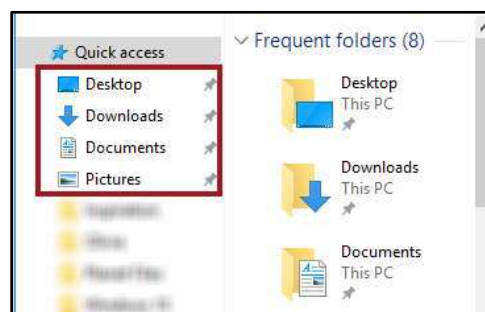 Quick access
Desktop
Downloads
Documents
Pictures
Frequent folders (8)
Desktop
This PC
Downloads
This PC
Documents
This PC